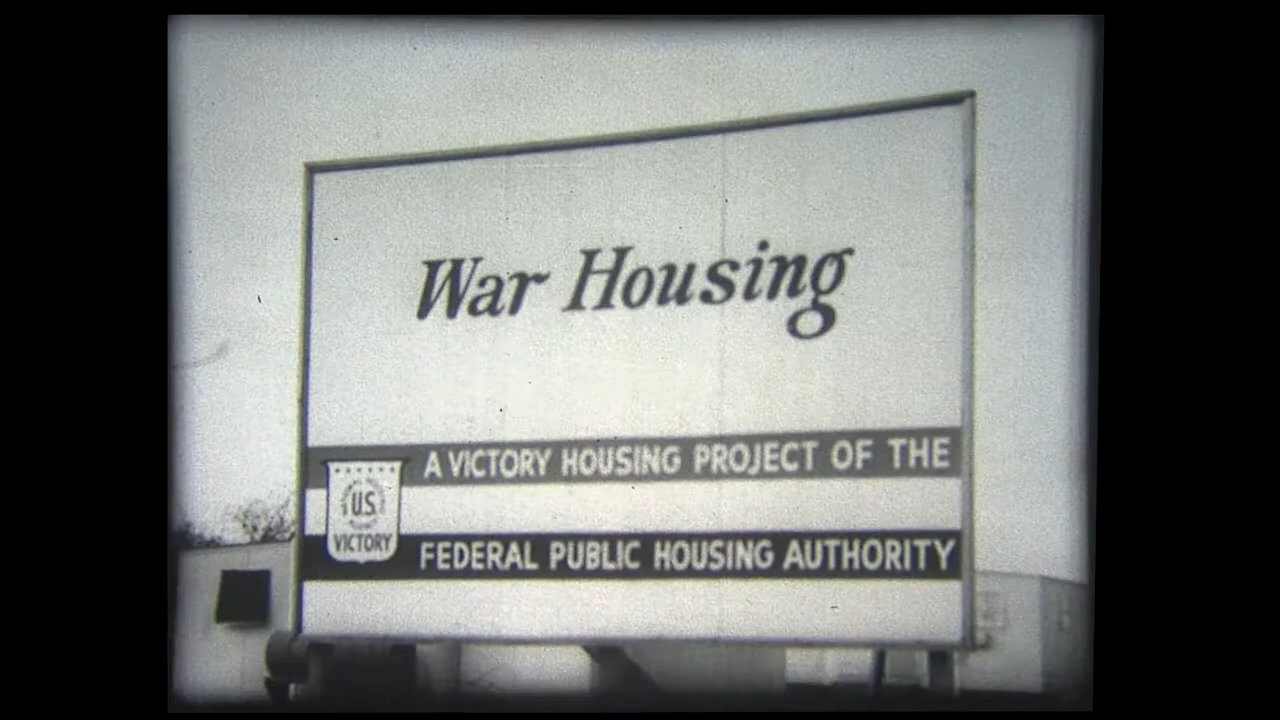 War Housing
A VICTORY HOUSING PROJECT OF THE
U.S.
VICTORY
FEDERAL PUBLIC HOUSING AUTHORITY